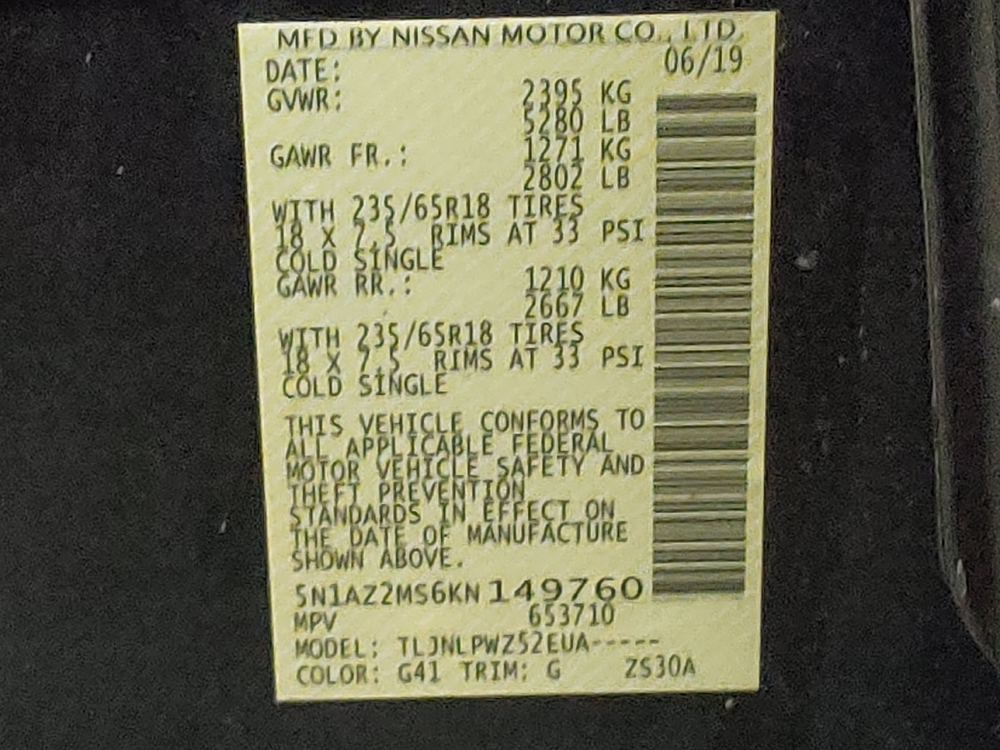 MFD BY NISSAN MOTOR CO., LTD.
DATE: 06/19
GVWR: 2395 KG
5280 LB
GAWR FR.: 1271 KG
2802 LB
WITH 235/65R18 TIRES
18 X 7.5 RIMS AT 33 PSI
COLD SINGLE
GAWR RR.: 1210 KG
2667 LB
WITH 235/65R18 TIRES
18 X 7.5 RIMS AT 33 PSI
COLD SINGLE
THIS VEHICLE CONFORMS TO
ALL APPLICABLE FEDERAL
MOTOR VEHICLE SAFETY AND
THEFT PREVENTION
STANDARDS IN EFFECT ON
THE DATE OF MANUFACTURE
SHOWN ABOVE.
5N1AZ2MS6KN149760
MPV 653710
MODEL: TLJNLPWZ52EUA-----
COLOR: G41 TRIM: G ZS30A